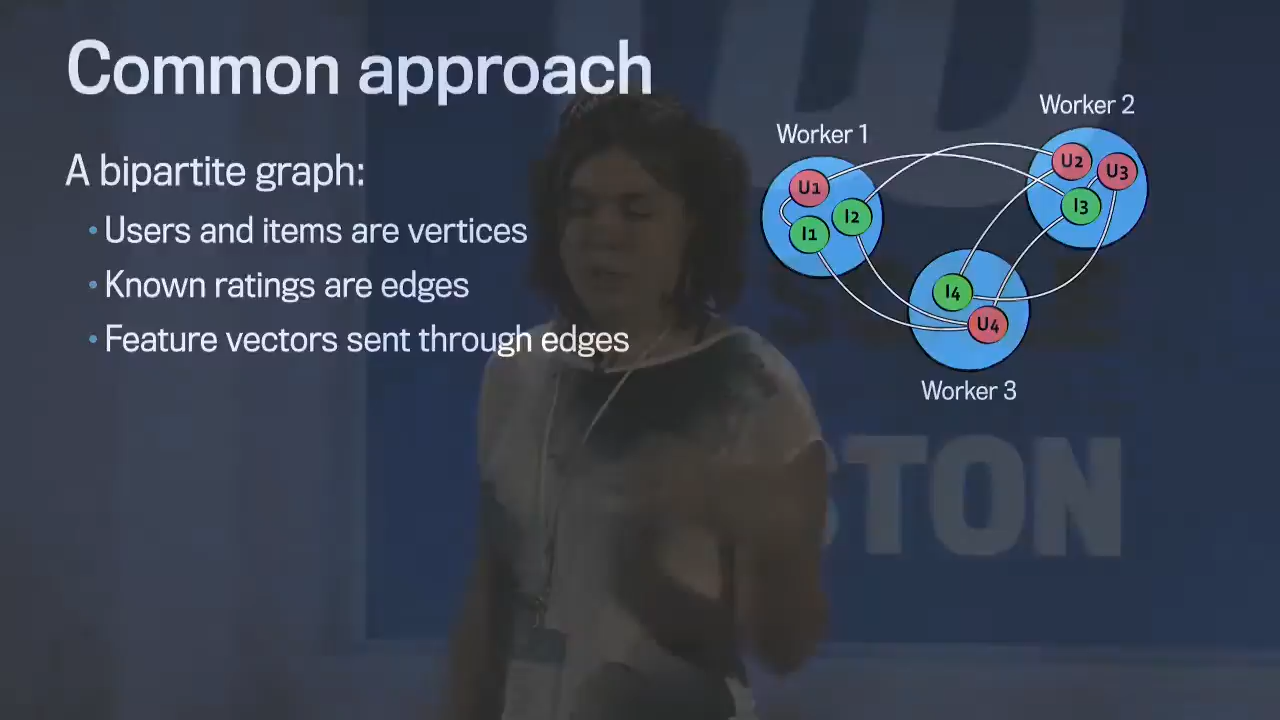 Common approach
A bipartite graph:
• Users and items are vertices
• Known ratings are edges
• Feature vectors sent through edges
Worker 1
U1
I2
I1
Worker 2
U2
U3
I3
I4
U4
Worker 3
STON